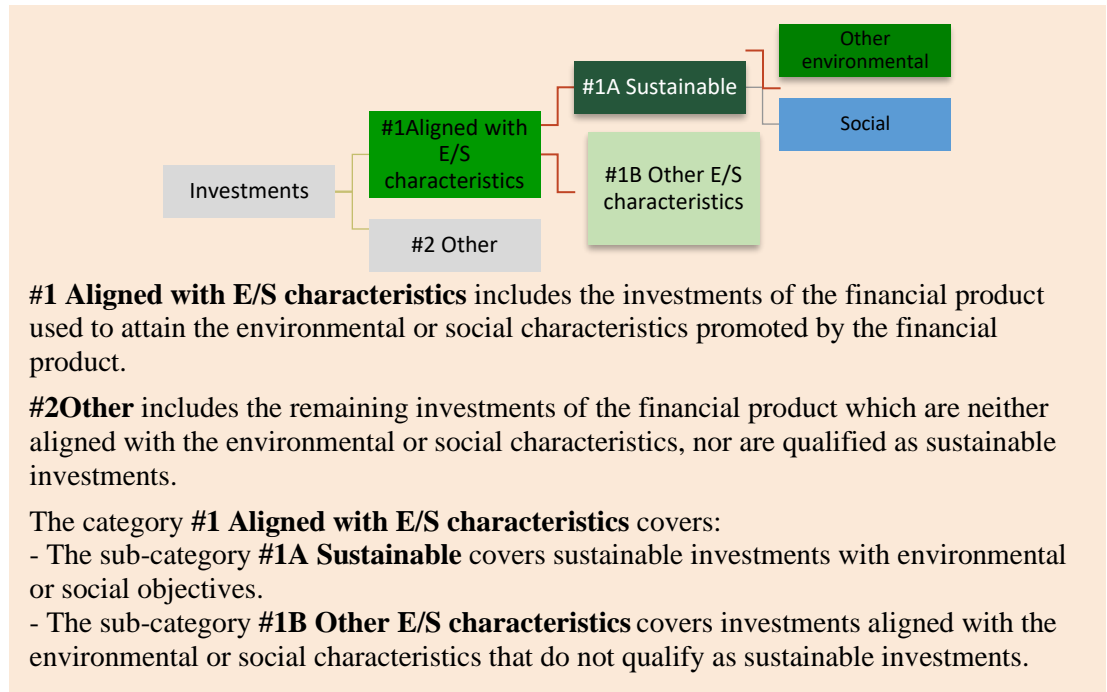 Other
environmental
#1A Sustainable
Social
#1Aligned with
E/S
characteristics
#1B Other E/S
characteristics
Investments
#2 Other
#1 Aligned with E/S characteristics includes the investments of the financial product
used to attain the environmental or social characteristics promoted by the financial
product.
#2Other includes the remaining investments of the financial product which are neither
aligned with the environmental or social characteristics, nor are qualified as sustainable
investments.
The category #1 Aligned with E/S characteristics covers:
- The sub-category #1A Sustainable covers sustainable investments with environmental
or social objectives.
- The sub-category #1B Other E/S characteristics covers investments aligned with the
environmental or social characteristics that do not qualify as sustainable investments.